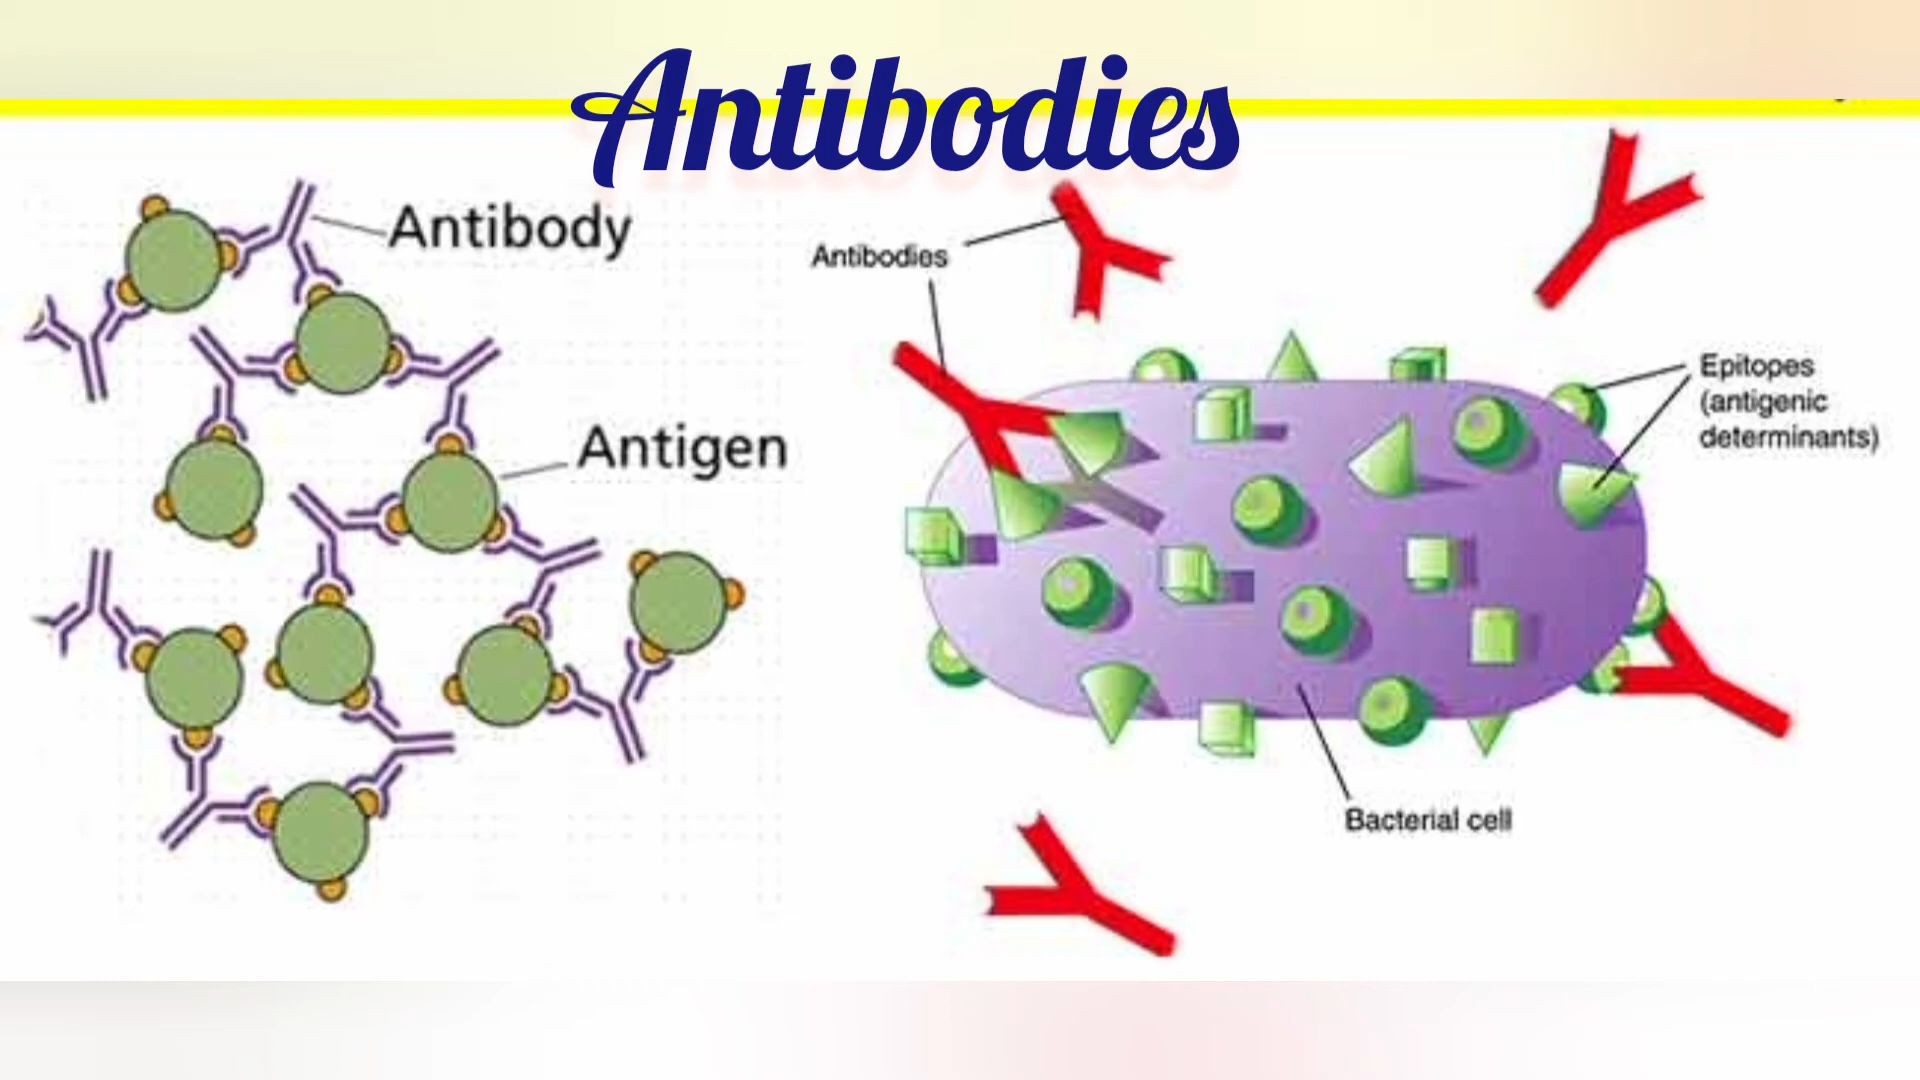 Antibodies
Antibody
Antigen
Antibodies
Epitopes
(antigenic
determinants)
Bacterial cell